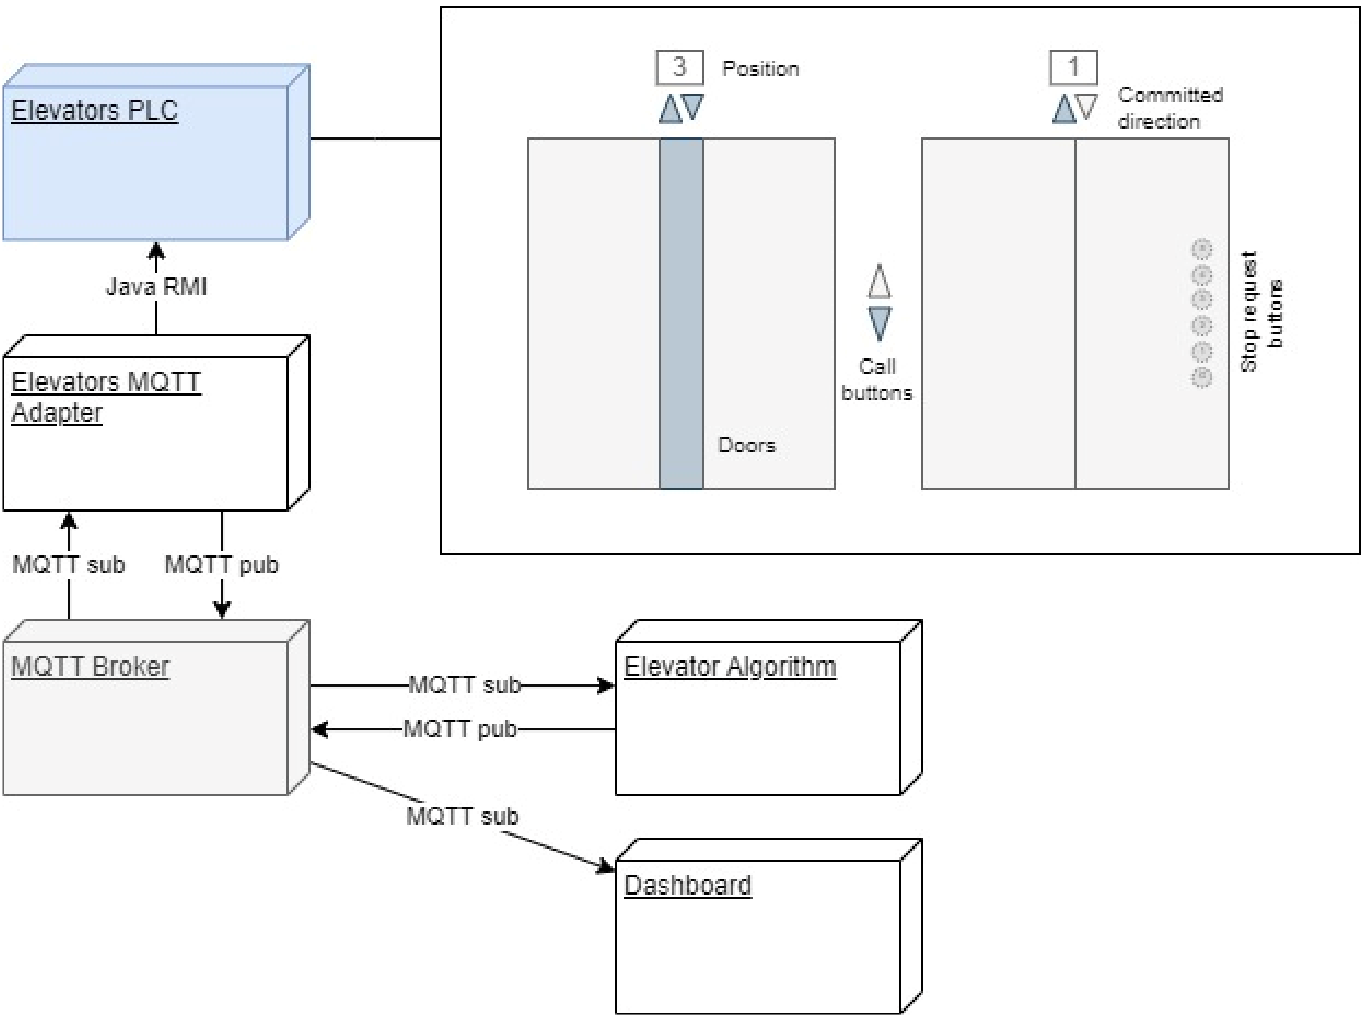 Elevators PLC
3
Position
1
Committed
direction
Call
buttons
Stop request
buttons
Doors
Java RMI
Elevators MQTT
Adapter
MQTT sub
MQTT pub
MQTT Broker
MQTT sub
MQTT pub
MQTT sub
Elevator Algorithm
Dashboard